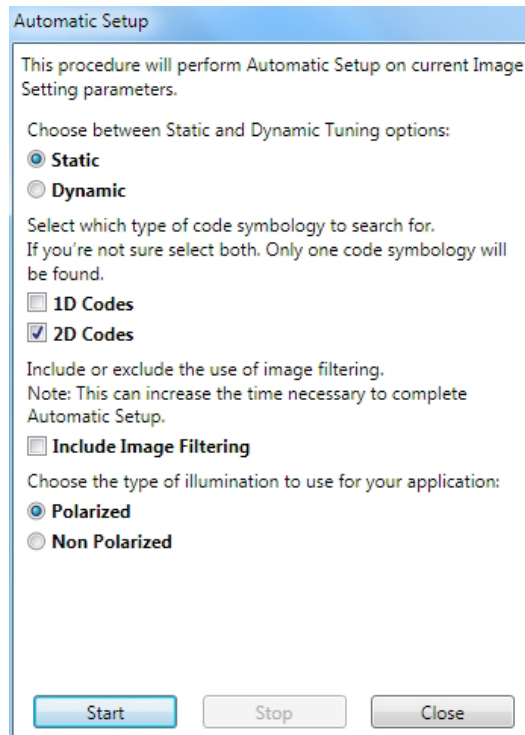 Automatic Setup
This procedure will perform Automatic Setup on current Image
Setting parameters.
Choose between Static and Dynamic Tuning options:
Static
Dynamic
Select which type of code symbology to search for.
If you're not sure select both. Only one code symbology will
be found.
1D Codes
2D Codes
Include or exclude the use of image filtering.
Note: This can increase the time necessary to complete
Automatic Setup.
Include Image Filtering
Choose the type of illumination to use for your application:
Polarized
Non Polarized
Start Stop Close